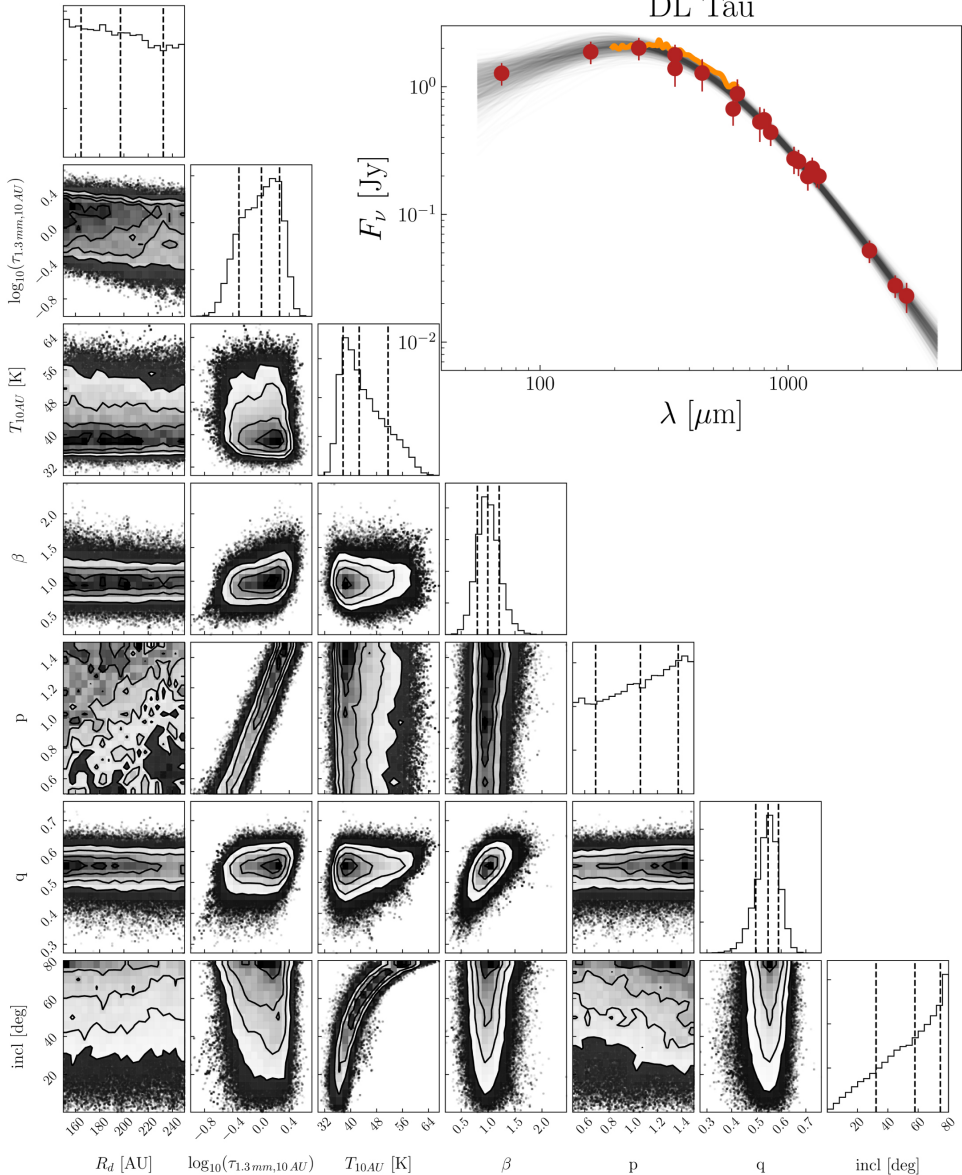 DL Tau
10⁰
10⁻¹
10⁻²
F_ν [Jy]
100 1000
λ [μm]
log₁₀(τ₁.₃ₘₘ,₁₀ AU)
0.4 0.0 −0.4 −0.8
T₁₀AU [K]
64 56 48 40 32
β
2.0 1.5 1.0 0.5
p
1.4 1.2 1.0 0.8 0.6
q
0.7 0.6 0.5 0.4 0.3
incl [deg]
80 60 40 20
160 180 200 220 240
−0.8 −0.4 0.0 0.4
32 40 48 56 64
0.5 1.0 1.5 2.0
0.6 0.8 1.0 1.2 1.4
0.3 0.4 0.5 0.6 0.7
20 40 60 80
R_d [AU]
log₁₀(τ₁.₃ₘₘ,₁₀ AU)
T₁₀AU [K]
β
p
q
incl [deg]